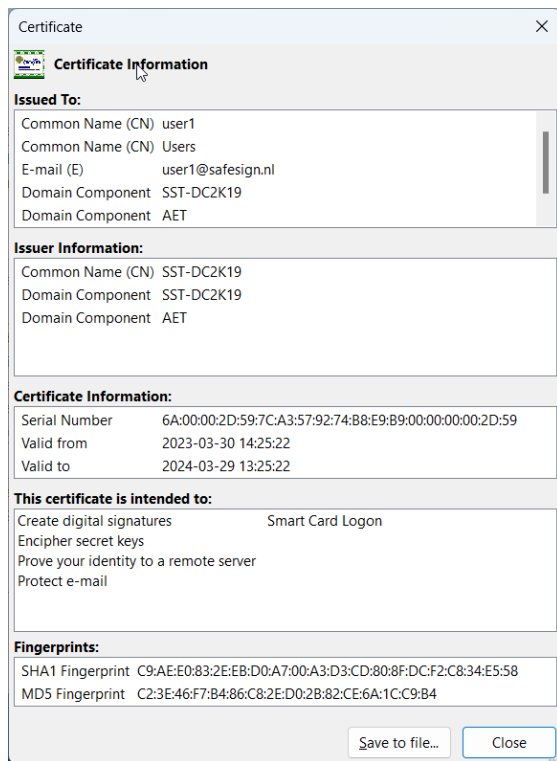 Certificate
Certificate Information
Issued To:
Common Name (CN) user1
Common Name (CN) Users
E-mail (E) user1@safesign.nl
Domain Component SST-DC2K19
Domain Component AET
Issuer Information:
Common Name (CN) SST-DC2K19
Domain Component SST-DC2K19
Domain Component AET
Certificate Information:
Serial Number 6A:00:00:2D:59:7C:A3:57:92:74:B8:E9:B9:00:00:00:00:2D:59
Valid from 2023-03-30 14:25:22
Valid to 2024-03-29 13:25:22
This certificate is intended to:
Create digital signatures Smart Card Logon
Encipher secret keys
Prove your identity to a remote server
Protect e-mail
Fingerprints:
SHA1 Fingerprint C9:AE:E0:83:2E:EB:D0:A7:00:A3:D3:CD:80:8F:DC:F2:C8:34:E5:58
MD5 Fingerprint C2:3E:46:F7:B4:86:C8:2E:D0:2B:82:CE:6A:1C:C9:B4
Save to file... Close